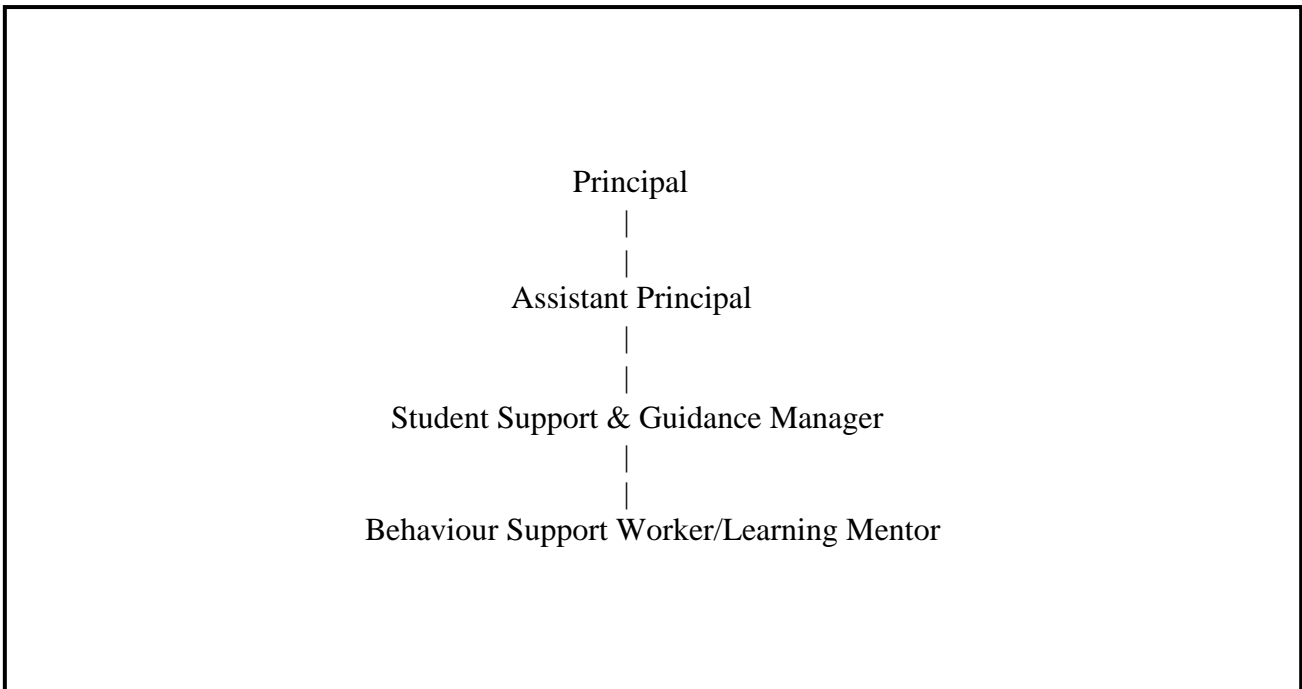 Principal
|
|
Assistant Principal
|
|
Student Support & Guidance Manager
|
|
Behaviour Support Worker/Learning Mentor